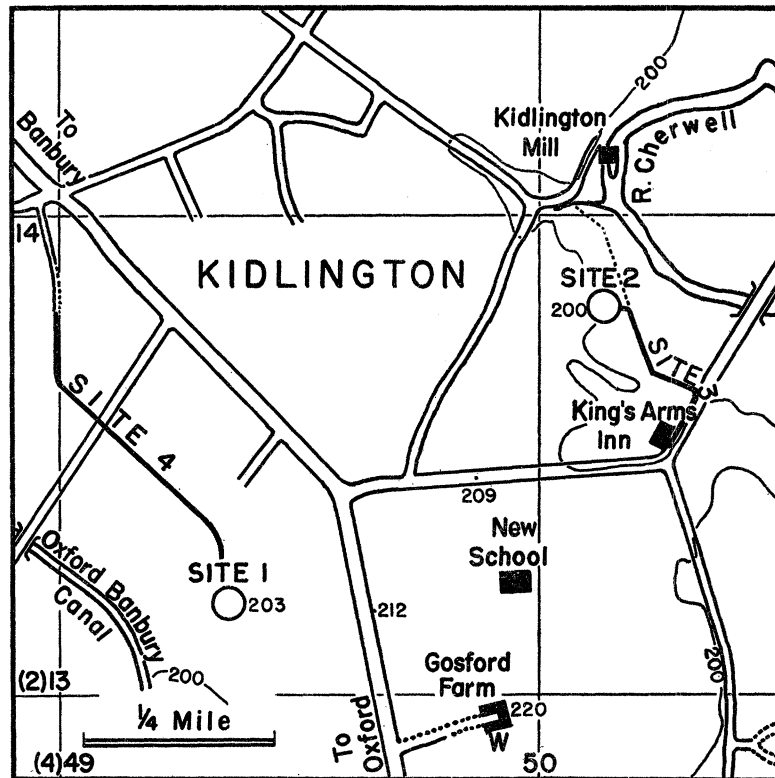 To
Banbury
200
Kidlington
Mill
R. Cherwell
14
KIDLINGTON
SITE 2
200
SITE 3
SITE 4
King's Arms
Inn
209
New
School
Oxford Banbury
Canal
SITE 1
203
212
200
Gosford
Farm
200
(2)13
220
¼ Mile
To
Oxford
W
(4)49
50